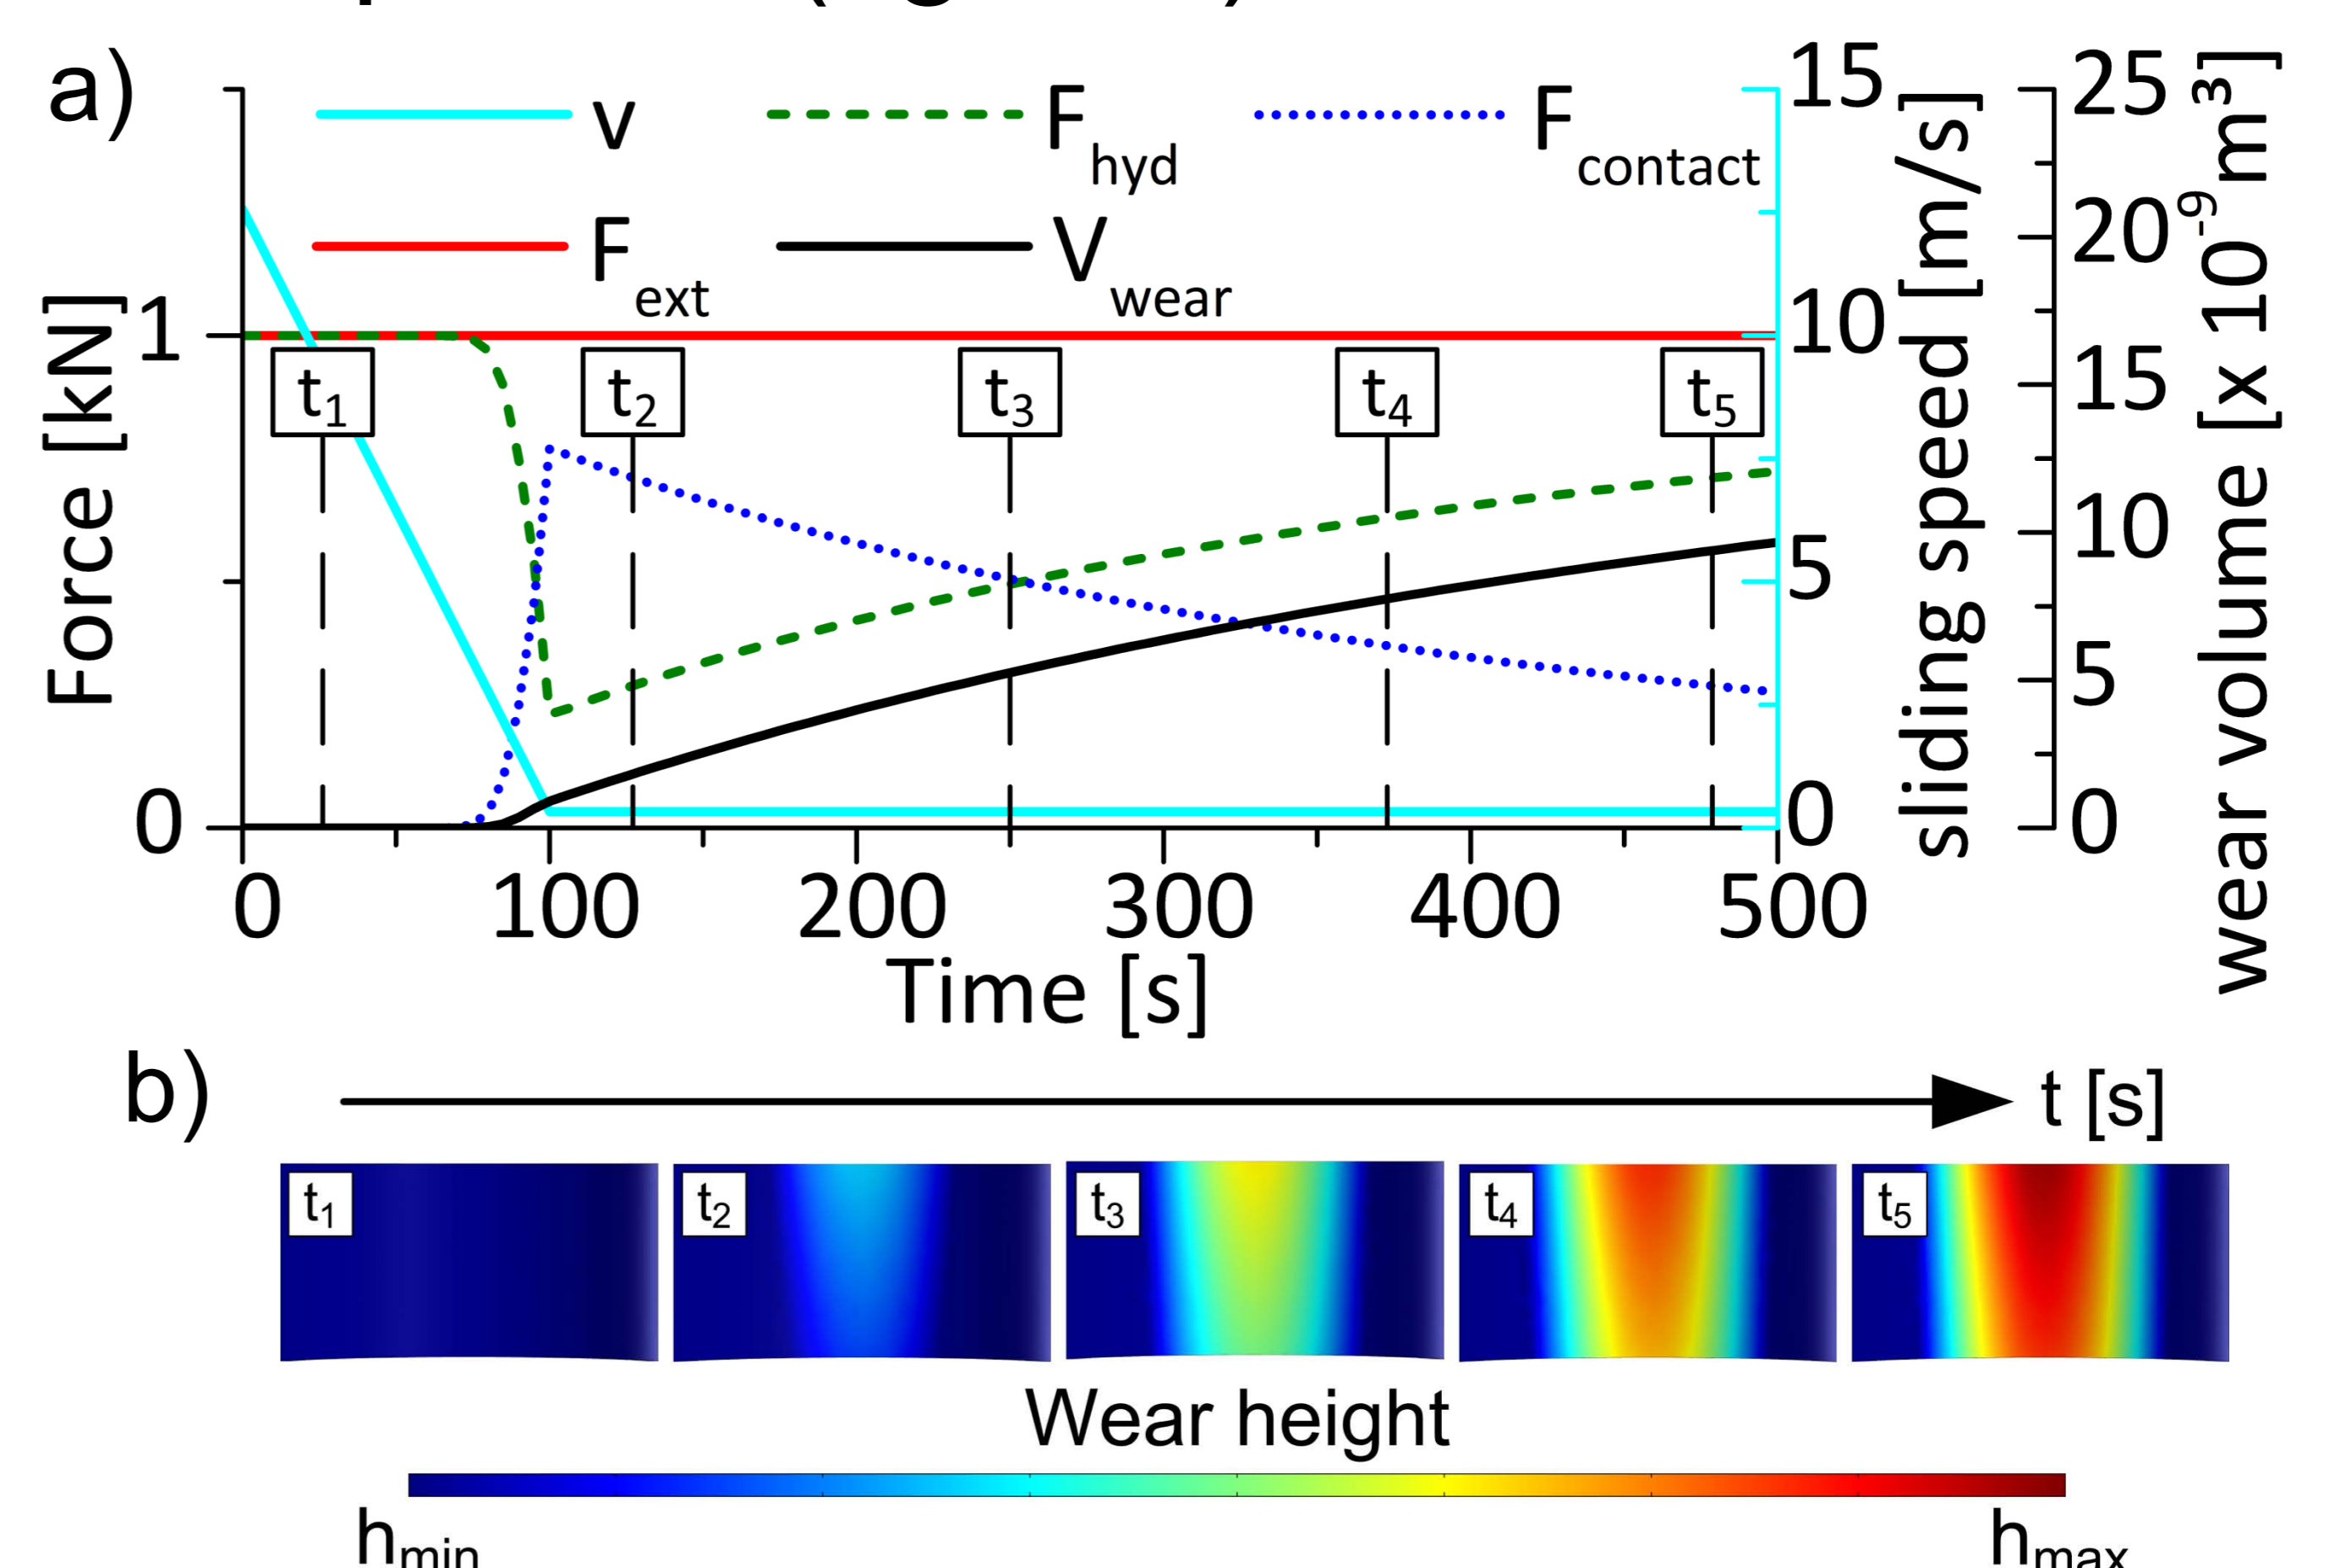 a)
v
F hyd
F contact
F ext
V wear
Force [kN]
1
0
t1
t2
t3
t4
t5
15
10
5
0
sliding speed [m/s]
25
20
15
10
5
0
wear volume [x 10⁻⁹ m³]
0 100 200 300 400 500
Time [s]
b)
t [s]
t1
t2
t3
t4
t5
Wear height
hmin
hmax